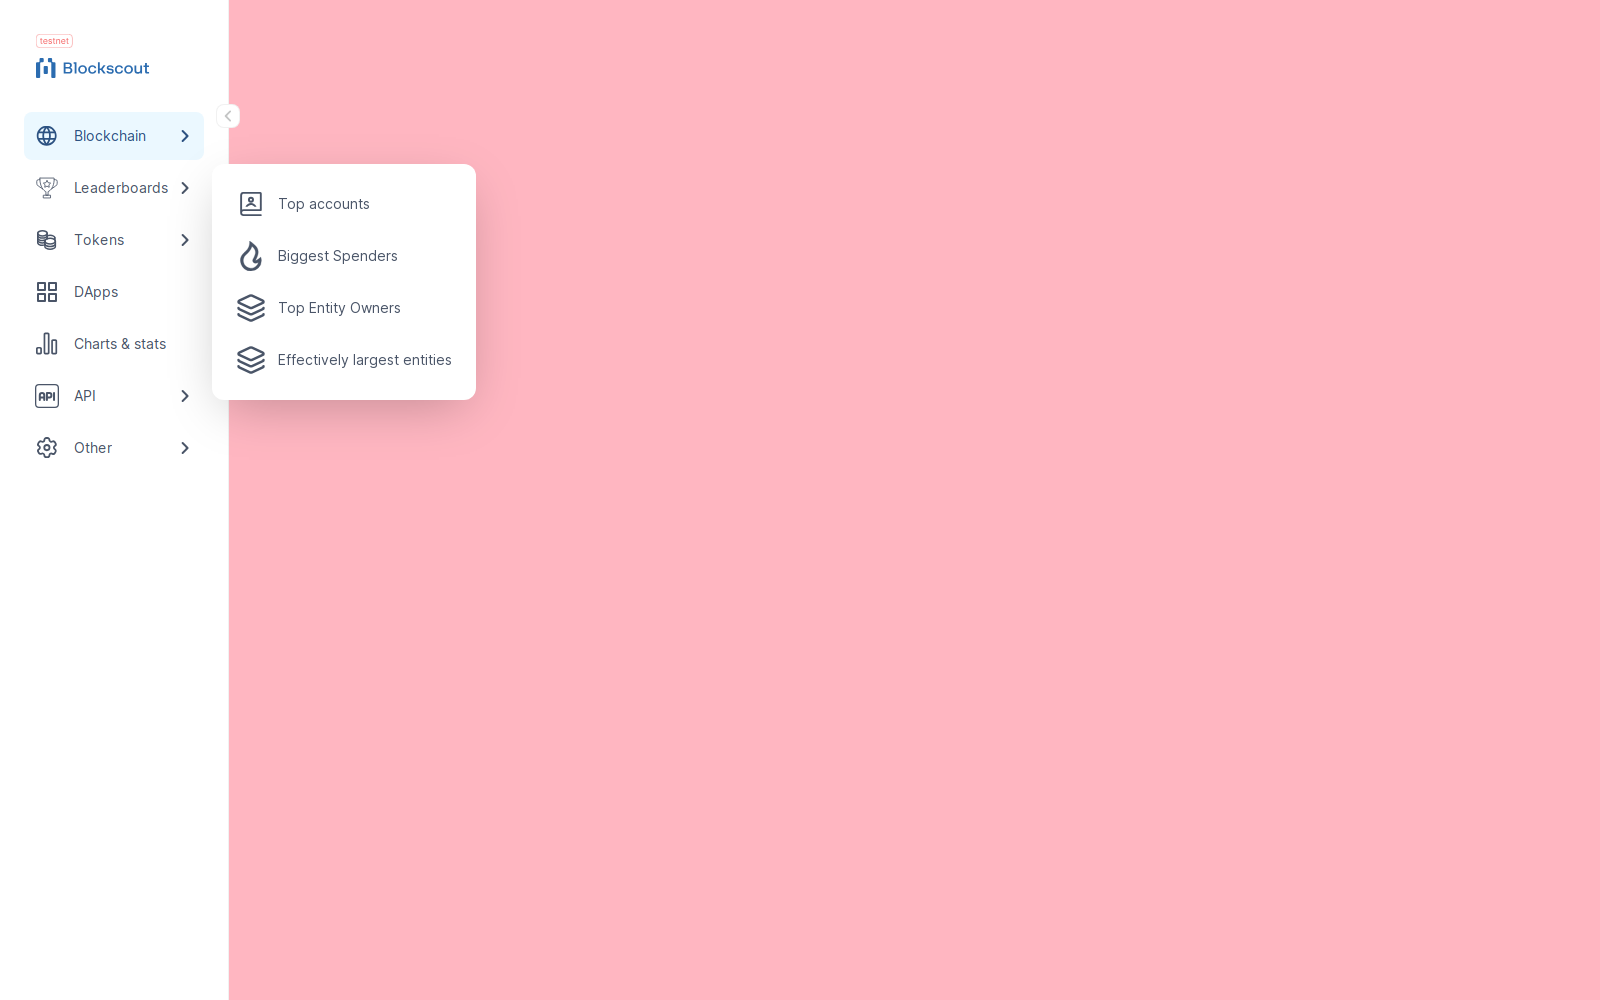 testnet
Blockscout
Blockchain
Leaderboards
Tokens
DApps
Charts & stats
API
API
Other
Top accounts
Biggest Spenders
Top Entity Owners
Effectively largest entities